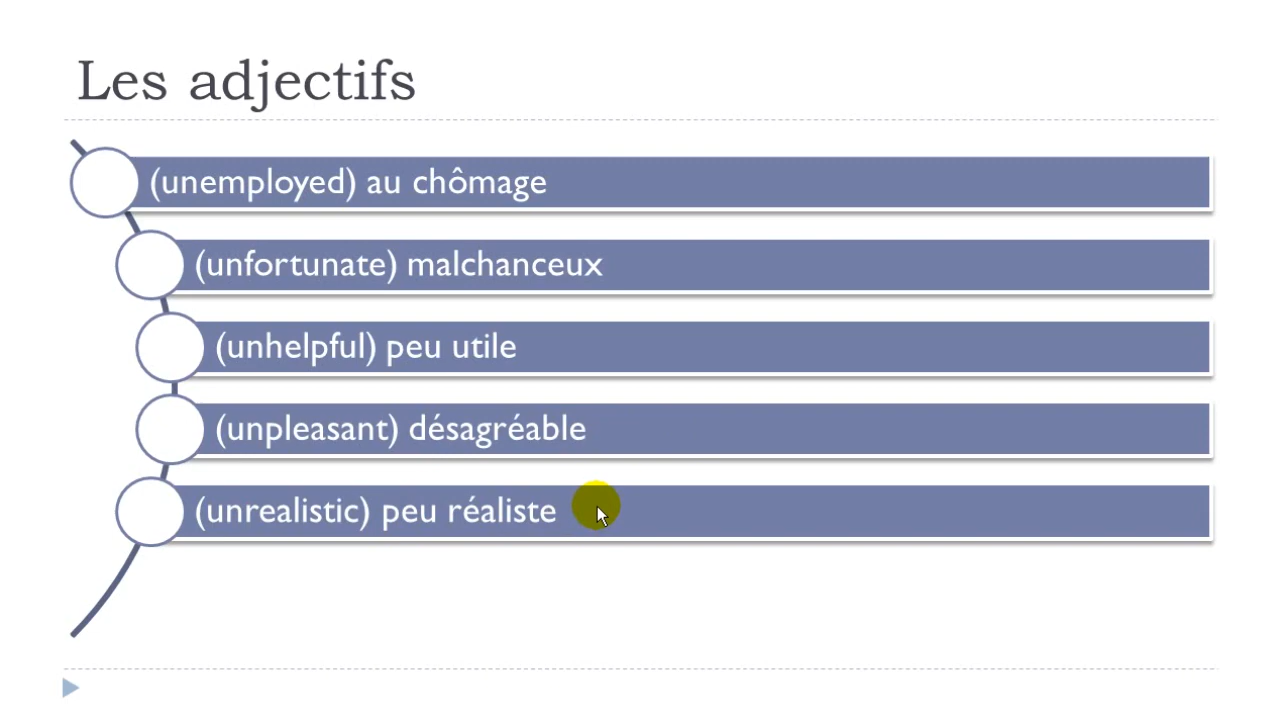 Les adjectifs
(unemployed) au chômage
(unfortunate) malchanceux
(unhelpful) peu utile
(unpleasant) désagréable
(unrealistic) peu réaliste